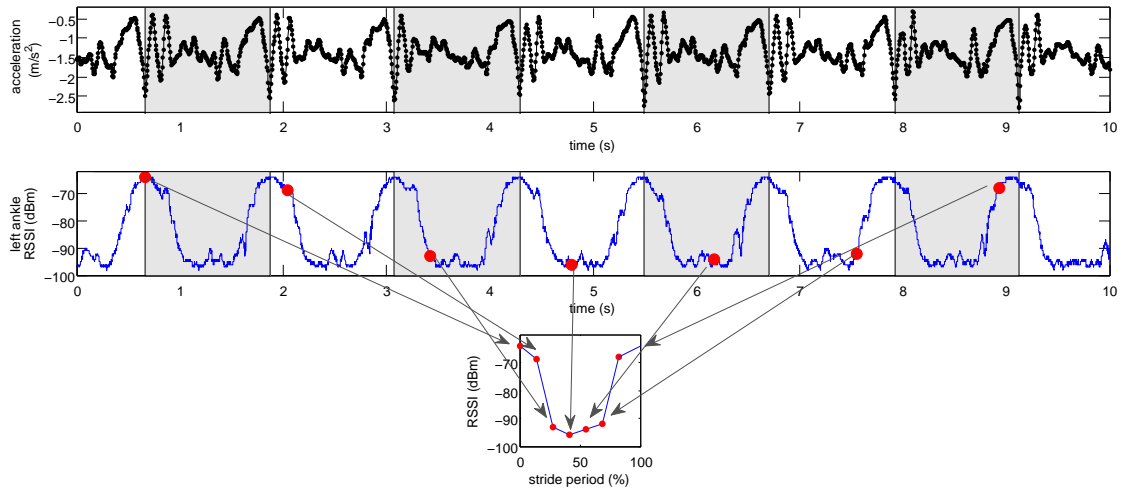 −0.5
−1
−1.5
−2
−2.5
acceleration
(m/s2)
0 1 2 3 4 5 6 7 8 9 10
time (s)
−70
−80
−90
−100
left ankle
RSSI (dBm)
0 1 2 3 4 5 6 7 8 9 10
time (s)
−70
−80
−90
−100
RSSI (dBm)
0 50 100
stride period (%)